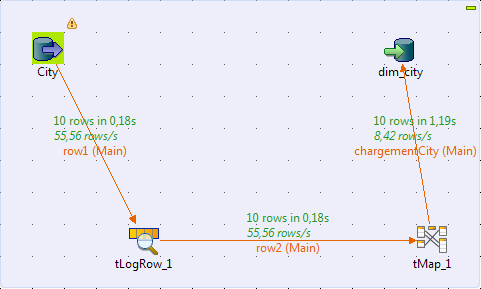 City
dim_city
10 rows in 0,18s
55,56 rows/s
row1 (Main)
10 rows in 1,19s
8,42 rows/s
chargementCity (Main)
10 rows in 0,18s
55,56 rows/s
row2 (Main)
tLogRow_1
tMap_1